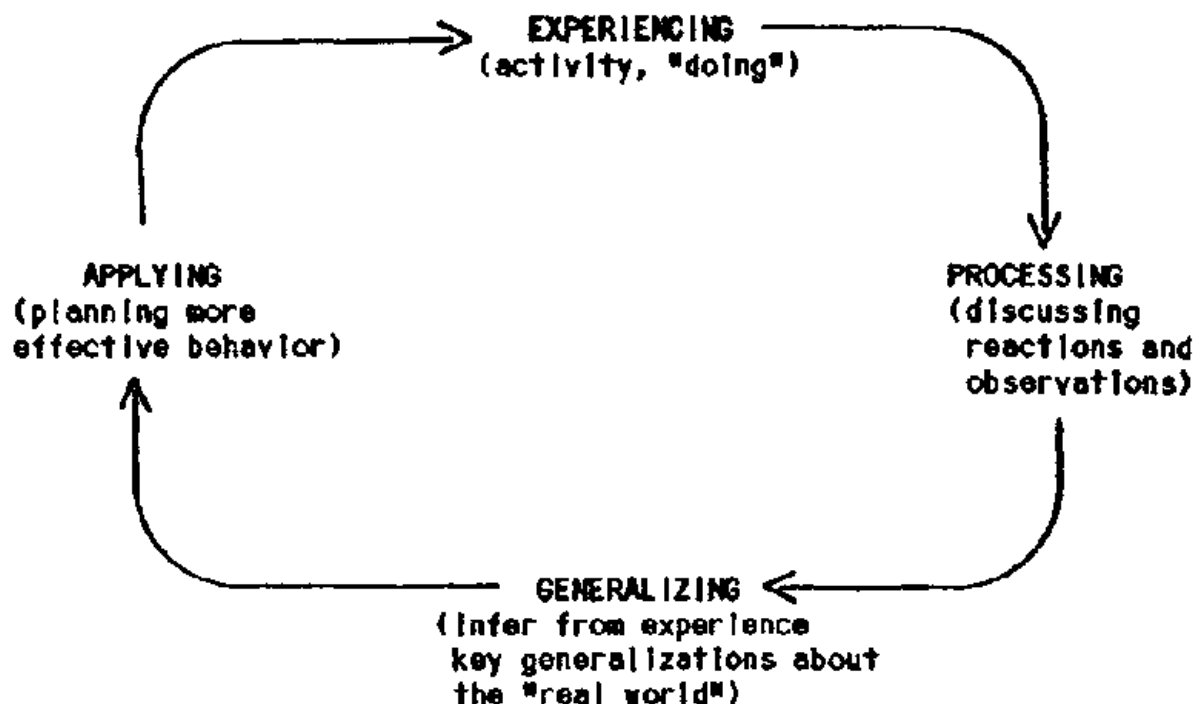 EXPERIENCING
(activity, "doing")
APPLYING
(planning more
effective behavior)
PROCESSING
(discussing
reactions and
observations)
GENERALIZING
(infer from experience
key generalizations about
the "real world")